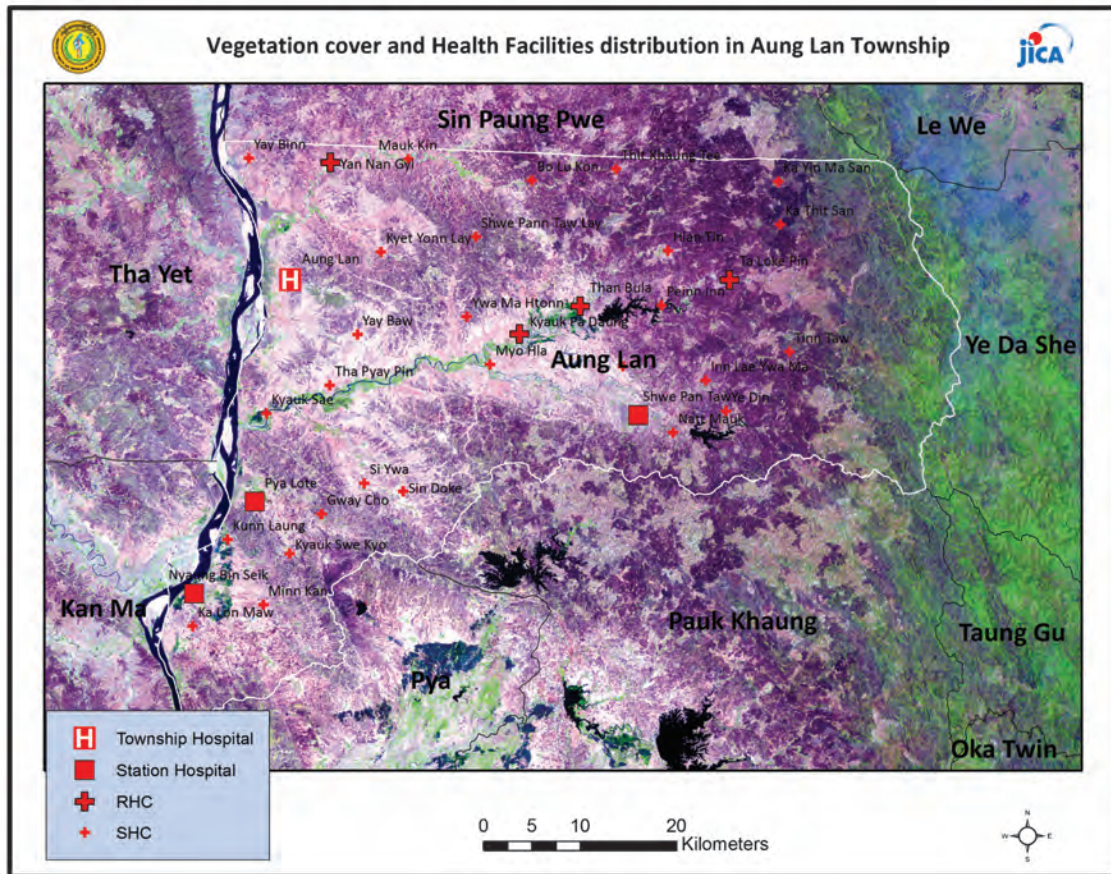 Vegetation cover and Health Facilities distribution in Aung Lan Township
jICA
Sin Paung Pwe
Le We
Yay Binn
Mauk Kin
Yan Nan Gyi
Thit Khaung Tee
Bo Lu Kon
Ka Yin Ma San
Ka Thit San
Shwe Pann Taw Lay
Kyet Yonn Lay
Hlan Tin
Tha Yet
Aung Lan
H
Ta Loke Pin
Than Bula
Peinn Inn
Ywa Ma Htonn
Kyauk Pa Daung
Yay Baw
Myo Hla
Aung Lan
Tinn Taw
Ye Da She
Tha Pyay Pin
Inn Lae Ywa Ma
Kyauk Sae
Shwe Pan Taw
Ye Din
Natt Mauk
Si Ywa
Pya Lote
Sin Doke
Gway Cho
Kunn Laung
Kyauk Swe Kyo
Nyaung Bin Seik
Minn Kan
Kan Ma
Ka Lon Maw
Pauk Khaung
Taung Gu
Pya
Oka Twin
H Township Hospital
Station Hospital
RHC
SHC
0 5 10 20
Kilometers
N
W E
S